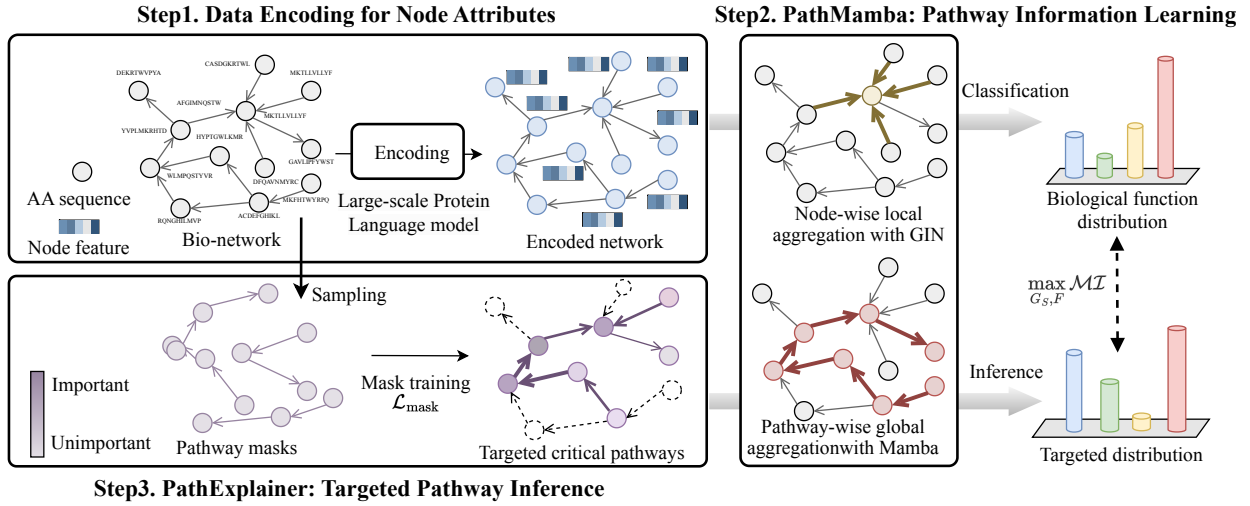 Step1. Data Encoding for Node Attributes
Step2. PathMamba: Pathway Information Learning
CASDGKRTWL
DEKRTWVPYA
MKTLLVLLYF
AFGIMNQSTW
MKTLLVLLYF
YVPLMKRHTD
HYPTGWLKMR
GAVLIPFYWST
WLMPQSTYVR
DFQAVNMYRC
MKFHTWYRPQ
RQNGHILMVP
ACDEFGHIKL
AA sequence
Node feature
Bio-network
Encoding
Large-scale Protein
Language model
Encoded network
Node-wise local
aggregation with GIN
Classification
Biological function
distribution
max MI
G_S,F
Sampling
Important
Unimportant
Pathway masks
Mask training
L_mask
Targeted critical pathways
Pathway-wise global
aggregationwith Mamba
Inference
Targeted distribution
Step3. PathExplainer: Targeted Pathway Inference